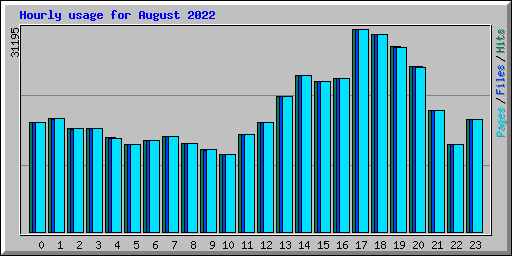 Hourly usage for August 2022
31195
Pages/Files/Hits
0 1 2 3 4 5 6 7 8 9 10 11 12 13 14 15 16 17 18 19 20 21 22 23